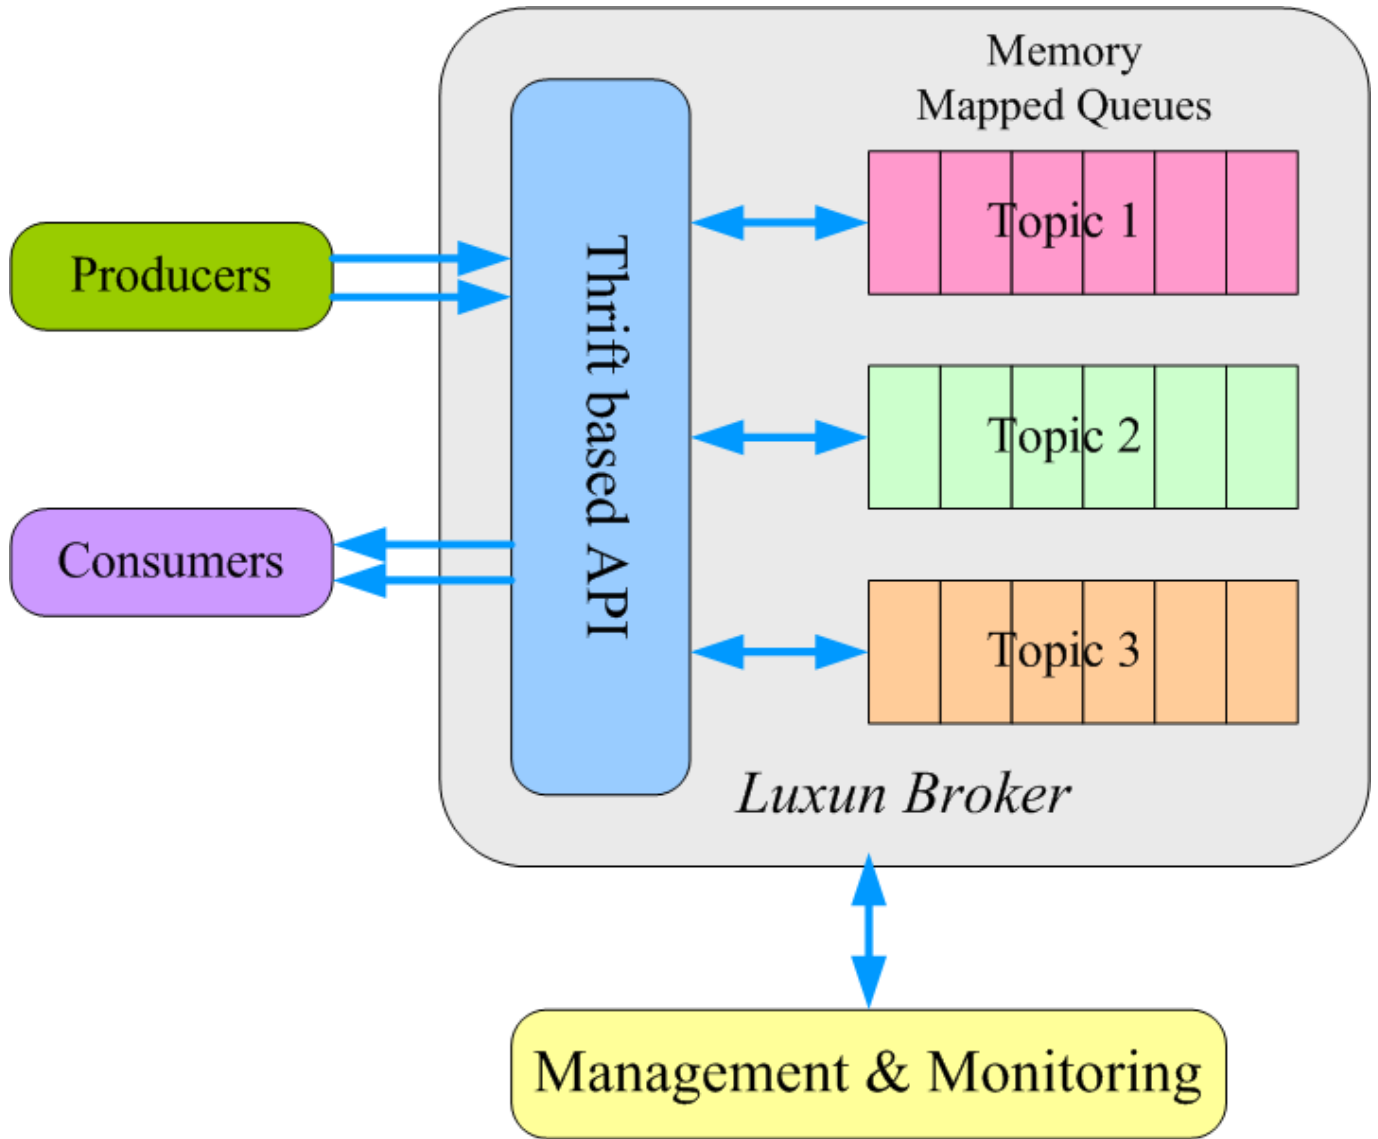 Memory
Mapped Queues
Topic 1
Producers
Thrift based API
Topic 2
Consumers
Topic 3
Luxun Broker
Management & Monitoring